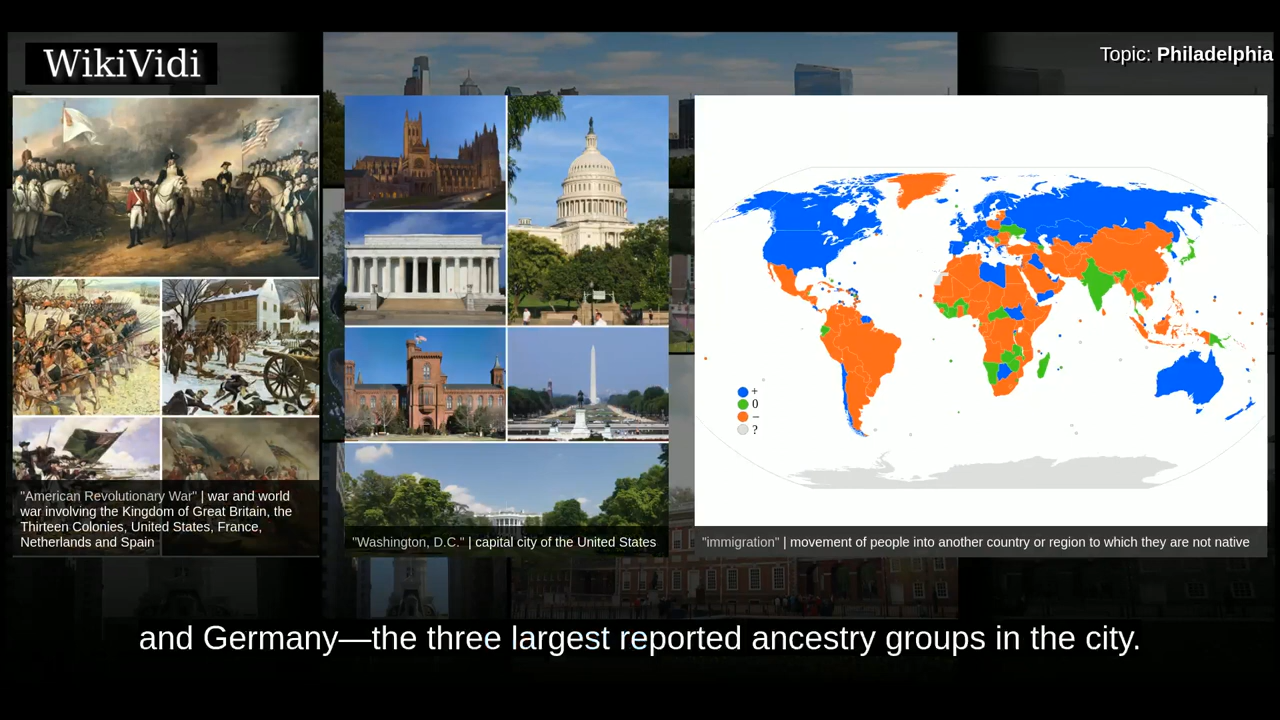 WikiVidi
Topic: Philadelphia
+
0
–
?
"American Revolutionary War" | war and world
war involving the Kingdom of Great Britain, the
Thirteen Colonies, United States, France,
Netherlands and Spain
"Washington, D.C." | capital city of the United States
"immigration" | movement of people into another country or region to which they are not native
and Germany—the three largest reported ancestry groups in the city.